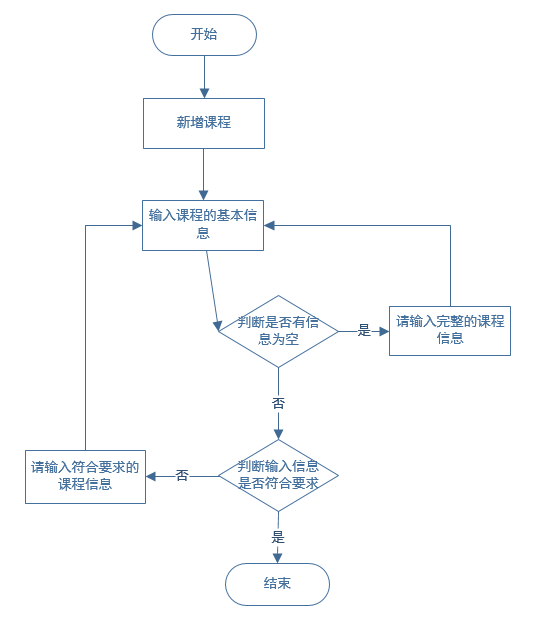 开始
新增课程
输入课程的基本信
息
判断是否有信
息为空
是
请输入完整的课程
信息
否
判断输入信息
是否符合要求
否
请输入符合要求的
课程信息
是
结束